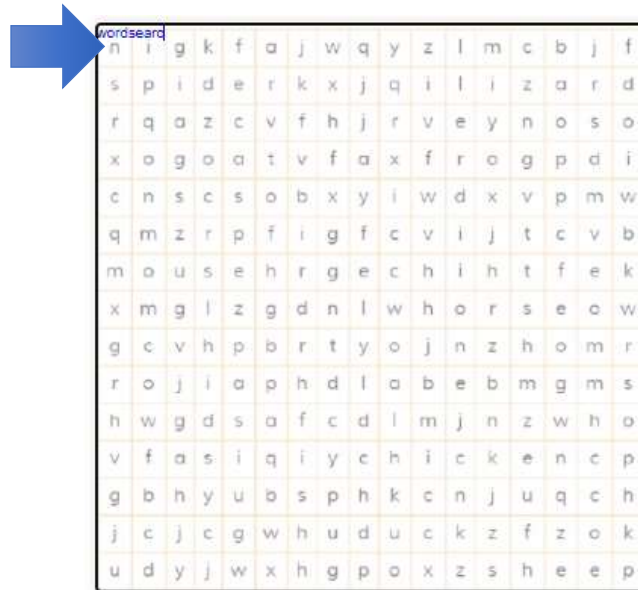 wordsearc
n i g k f a j w q y z l m c b j f
s p i d e r k x j q i l i z a r d
r q a z c v f h j r v e y n o s o
x o g o a t v f a x f r o g p d i
c n s c s o b x y i w d x v p m w
q m z r p f i g f c v i j t c v b
m o u s e h r g e c h i h t f e k
x m g l z g d n l w h o r s e o w
g c v h p b r t y o j n z h o m r
r o j i a p h d l a b e b m g m s
h w g d s a f c d l m j n z w h o
v f a s i q i y c h i c k e n c p
g b h y u b s p h k c n j u q c h
j c j c g w h u d u c k z f z o k
u d y j w x h g p o x z s h e e p